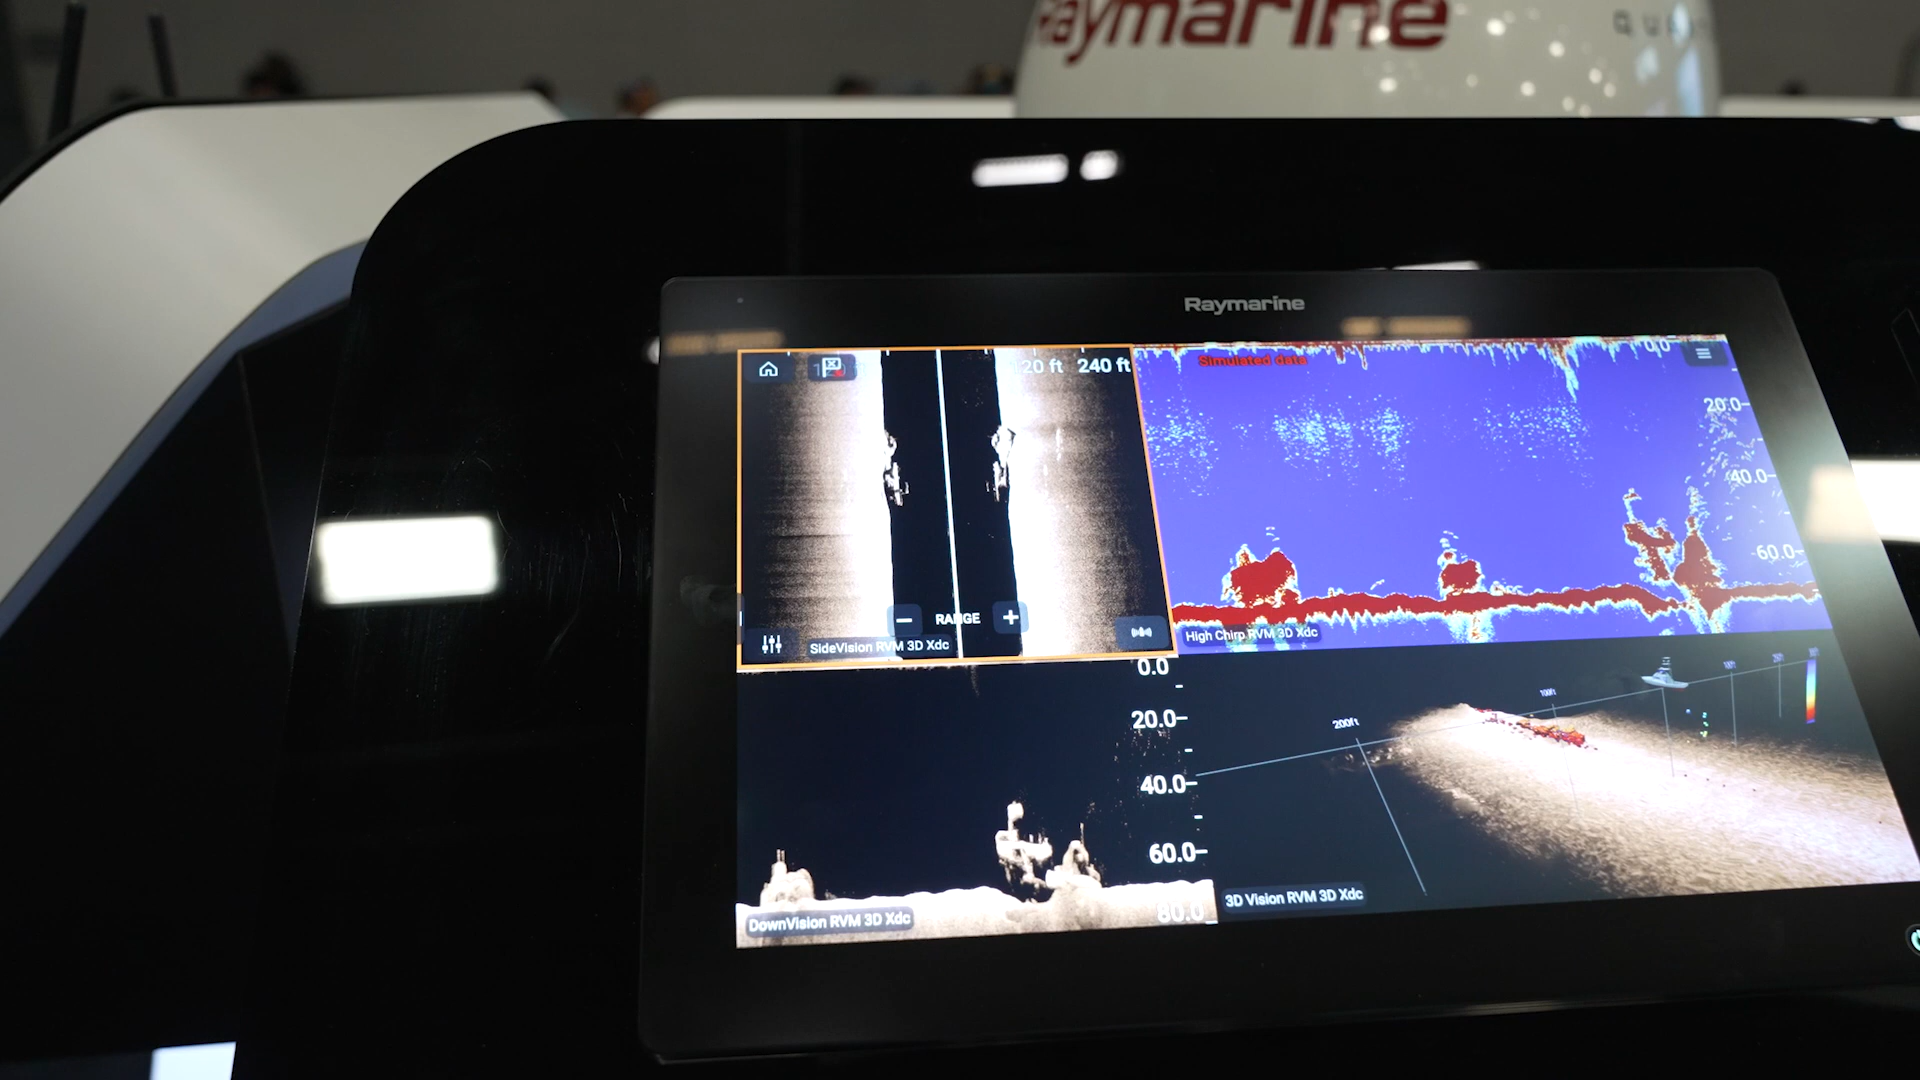 Raymarine
QUA
Raymarine
20 ft 240 ft
RANGE
SideVision RVM 3D Xdc
Simulated data
0.0
20.0
40.0
60.0
High Chirp RVM 3D Xdc
0.0
20.0
40.0
60.0
80.0
DownVision RVM 3D Xdc
200ft
100ft
3D Vision RVM 3D Xdc